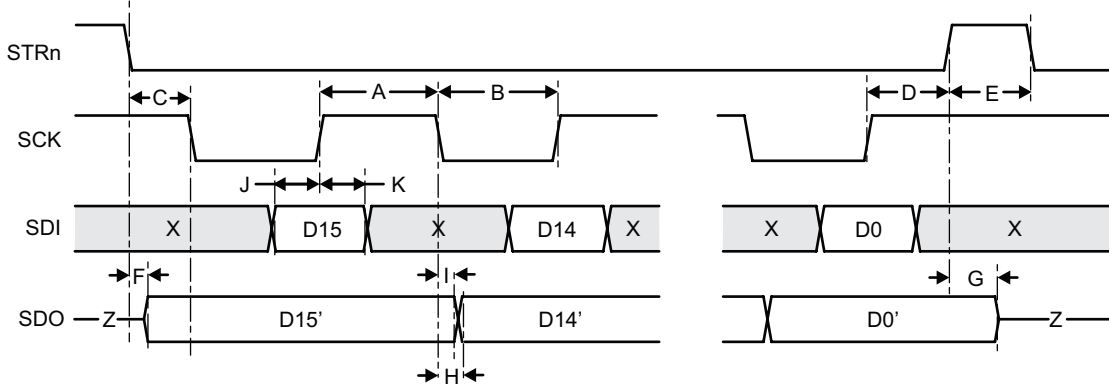 STRn
C A B D E
SCK
J K
SDI X D15 X D14 X X D0 X
F I G
SDO Z D15' D14' D0' Z
H